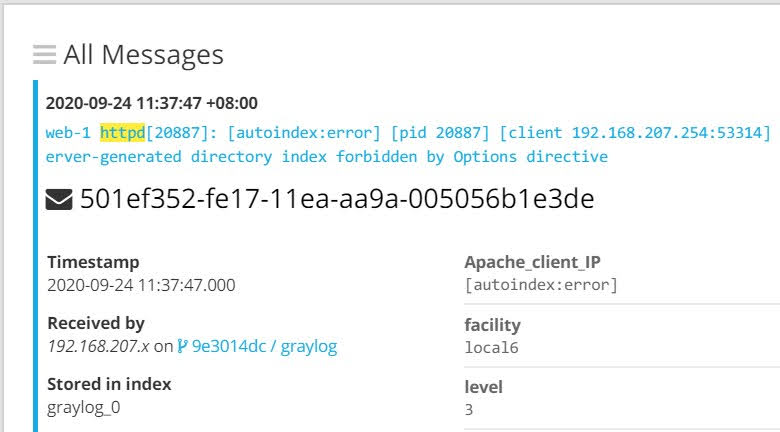 All Messages
2020-09-24 11:37:47 +08:00
web-1 httpd[20887]: [autoindex:error] [pid 20887] [client 192.168.207.254:53314]
erver-generated directory index forbidden by Options directive
501ef352-fe17-11ea-aa9a-005056b1e3de
Timestamp
2020-09-24 11:37:47.000
Received by
192.168.207.x on 9e3014dc / graylog
Stored in index
graylog_0
Apache_client_IP
[autoindex:error]
facility
local6
level
3